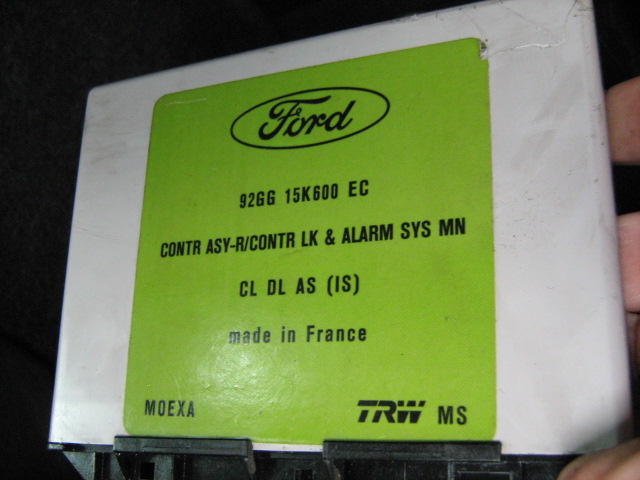 Ford
92GG 15K600 EC
CONTR ASY-R/CONTR LK & ALARM SYS MN
CL DL AS (IS)
made in France
MOEXA TRW MS